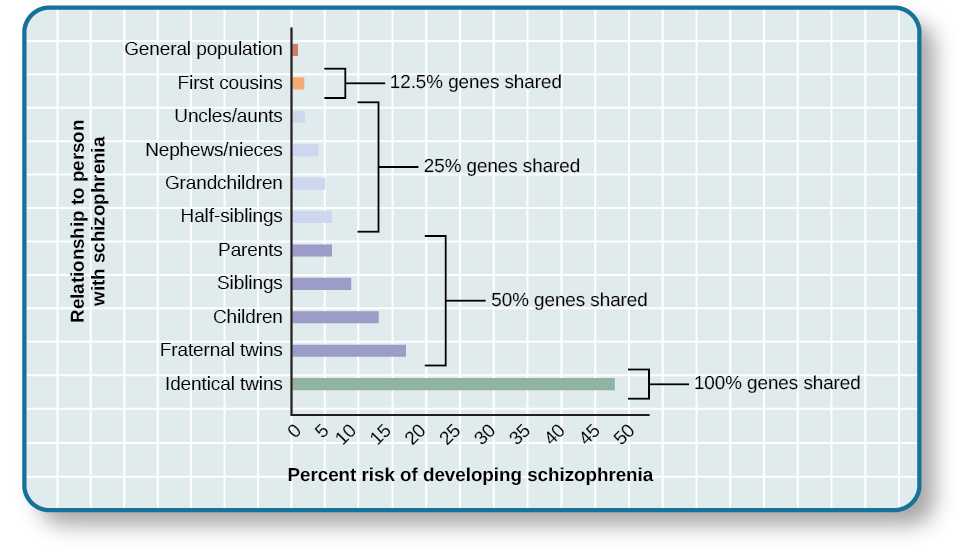 General population
First cousins
12.5% genes shared
Uncles/aunts
Nephews/nieces
25% genes shared
Grandchildren
Half-siblings
Parents
Siblings
50% genes shared
Children
Fraternal twins
Identical twins
100% genes shared
Relationship to person
with schizophrenia
0 5 10 15 20 25 30 35 40 45 50
Percent risk of developing schizophrenia